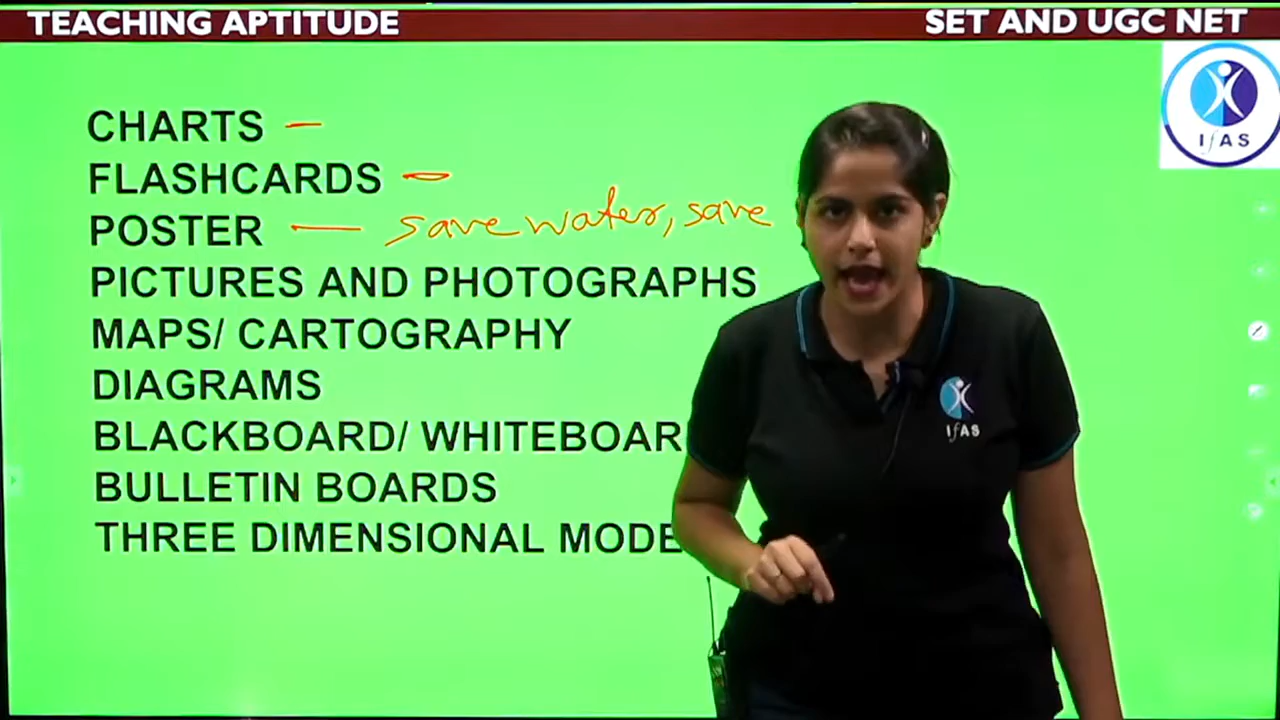 TEACHING APTITUDE
SET AND UGC NET
IfAS
CHARTS -
FLASHCARDS -
POSTER - save water, save
PICTURES AND PHOTOGRAPHS
MAPS/ CARTOGRAPHY
DIAGRAMS
BLACKBOARD/ WHITEBOAR
BULLETIN BOARDS
THREE DIMENSIONAL MODE
IfAS